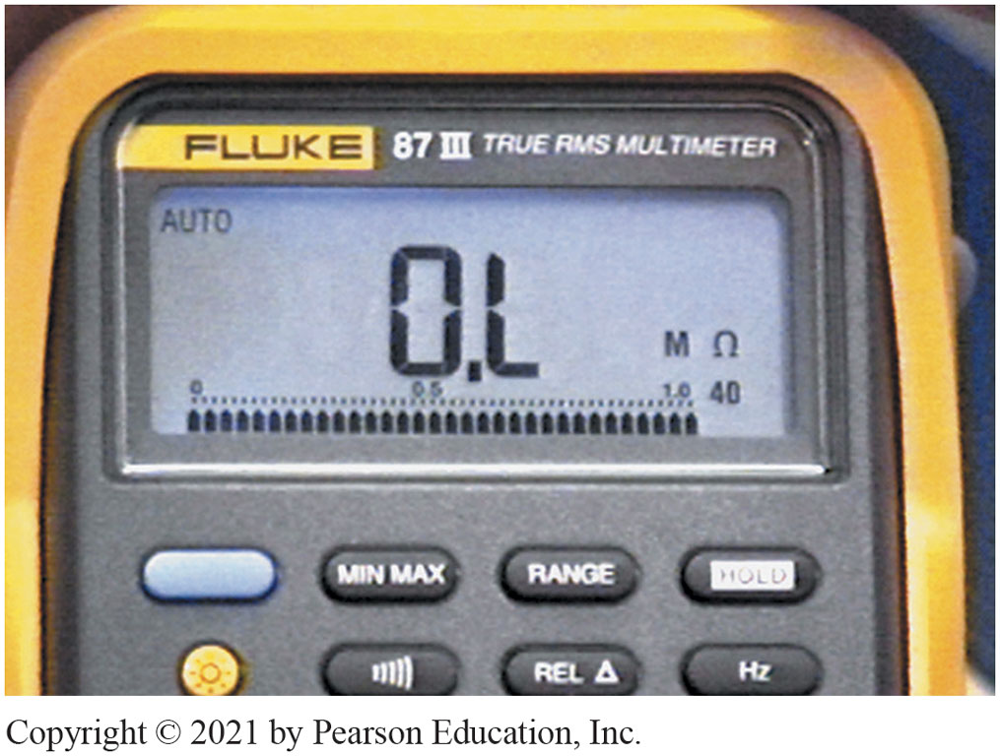 FLUKE 87 III TRUE RMS MULTIMETER
AUTO
0.L
M Ω
0 0.5 1.0 40
MIN MAX RANGE HOLD
REL Δ Hz
Copyright © 2021 by Pearson Education, Inc.